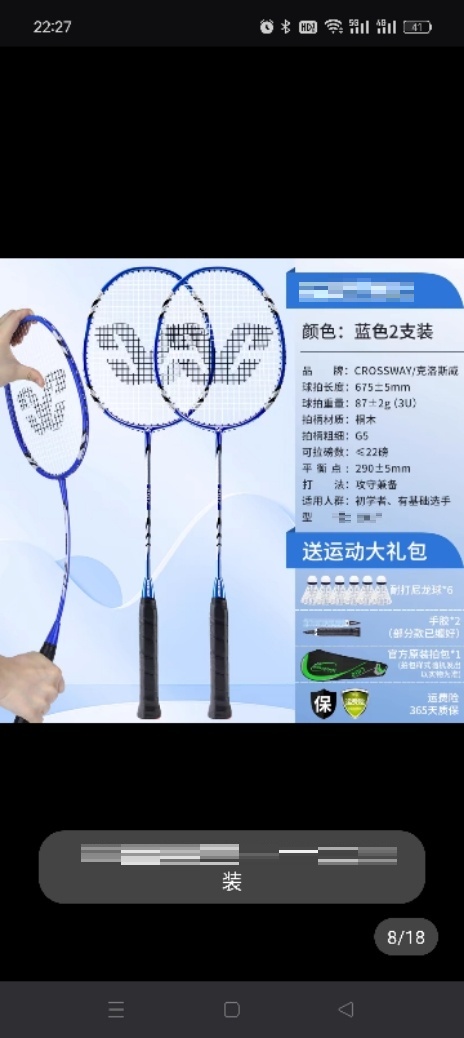 22:27
HD
5G
4G
41
颜色：蓝色2支装
品 牌：CROSSWAY/克洛斯威
球拍长度：675±5mm
球拍重量：87±2g (3U)
拍柄材质：桐木
拍柄粗细：G5
可拉磅数：≤22磅
平 衡 点：290±5mm
打 法：攻守兼备
适用人群：初学者、有基础选手
型
送运动大礼包
耐打尼龙球*6
手胶*2
（部分款已缠好）
官方原装拍包*1
保
运费险
365天质保
装
8/18